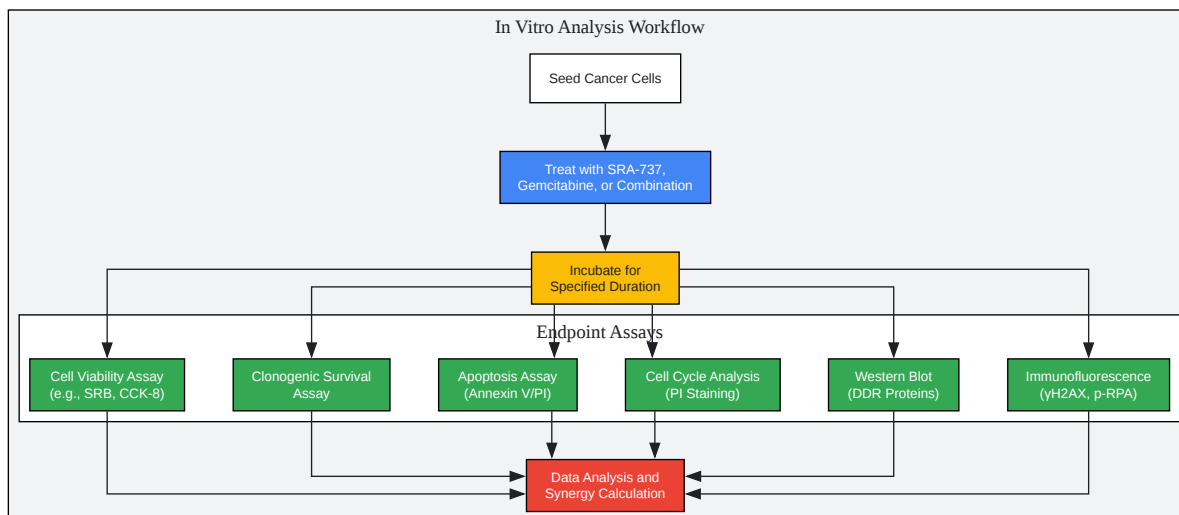 In Vitro Analysis Workflow
Seed Cancer Cells
Treat with SRA-737,
Gemcitabine, or Combination
Incubate for
Specified Duration
Endpoint Assays
Cell Viability Assay
(e.g., SRB, CCK-8)
Clonogenic Survival
Assay
Apoptosis Assay
(Annexin V/PI)
Cell Cycle Analysis
(PI Staining)
Western Blot
(DDR Proteins)
Immunofluorescence
(γH2AX, p-RPA)
Data Analysis and
Synergy Calculation